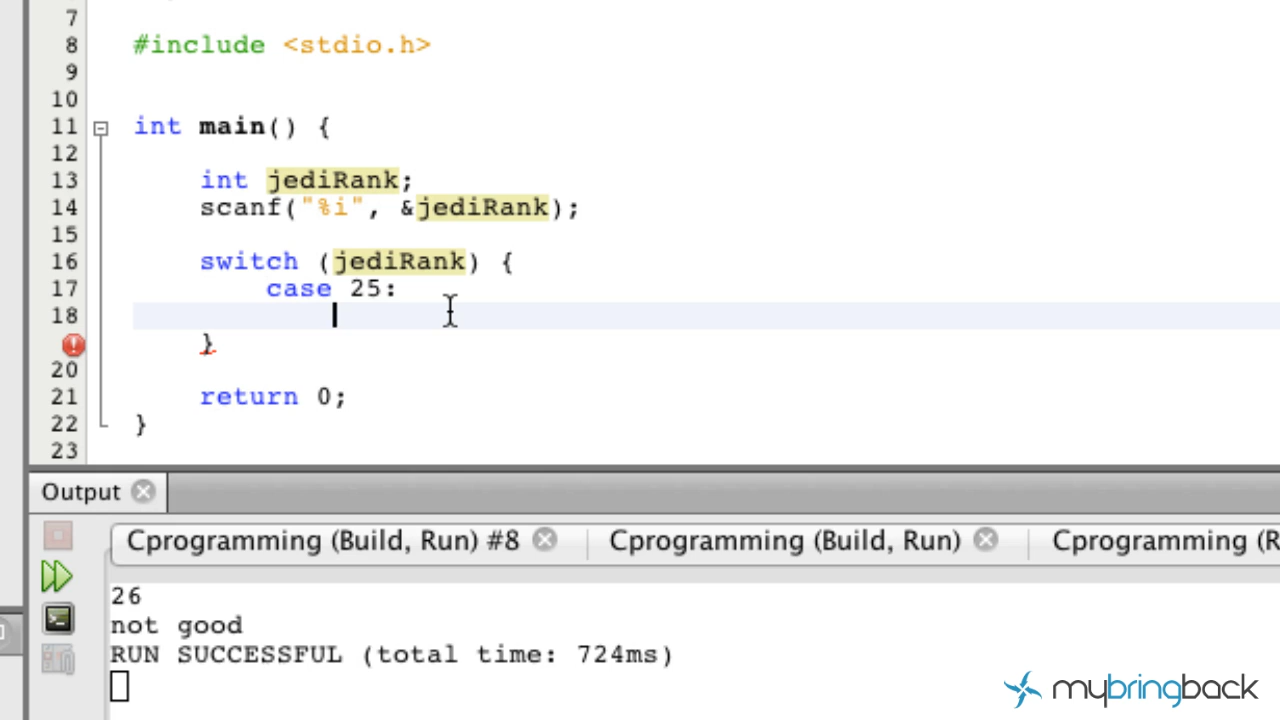 7
8 #include <stdio.h>
9
10
11 int main() {
12
13 int jediRank;
14 scanf("%i", &jediRank);
15
16 switch (jediRank) {
17 case 25:
18
}
20
21 return 0;
22 }
23
Output
Cprogramming (Build, Run) #8 Cprogramming (Build, Run) Cprogramming (R
26
not good
RUN SUCCESSFUL (total time: 724ms)
mybringback